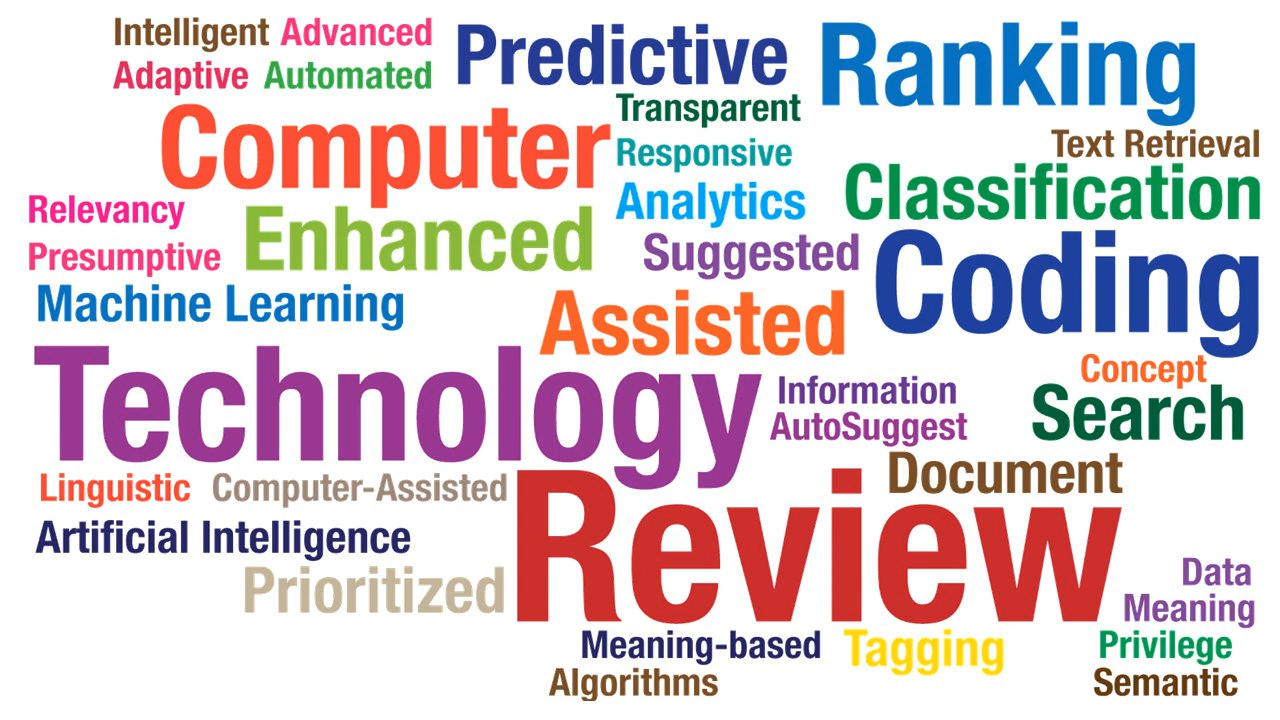 Intelligent Advanced
Adaptive Automated
Predictive
Ranking
Transparent
Computer
Responsive
Text Retrieval
Relevancy
Enhanced
Analytics
Classification
Presumptive
Suggested
Coding
Machine Learning
Assisted
Technology
Information
Concept
AutoSuggest
Search
Linguistic
Computer-Assisted
Document
Review
Artificial Intelligence
Prioritized
Data
Meaning
Meaning-based
Tagging
Privilege
Algorithms
Semantic